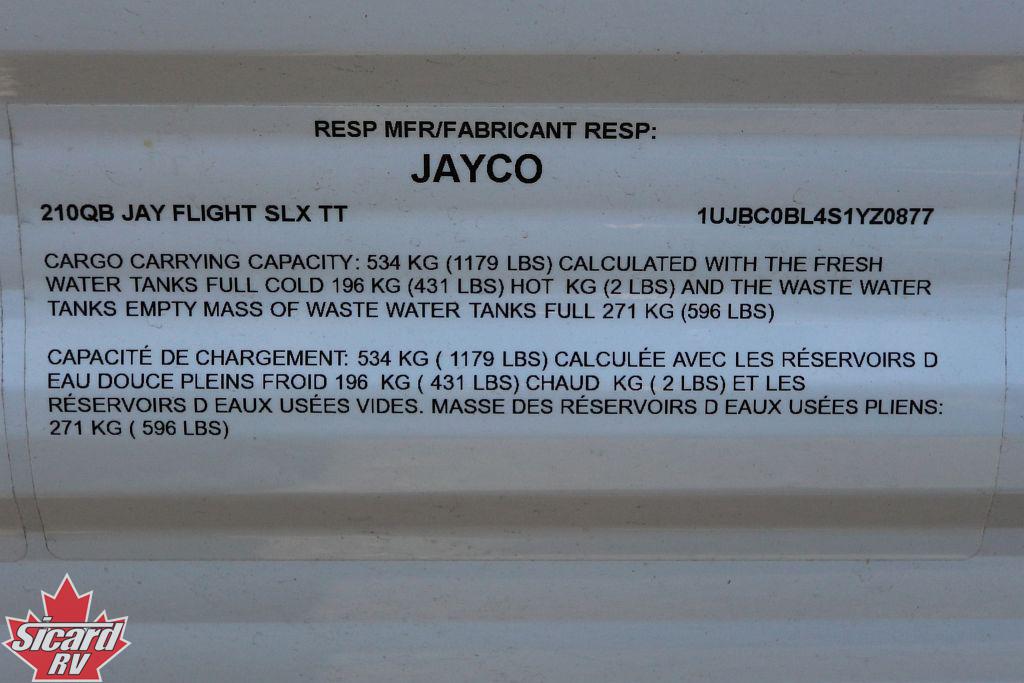 RESP MFR/FABRICANT RESP:
JAYCO
210QB JAY FLIGHT SLX TT 1UJBC0BL4S1YZ0877
CARGO CARRYING CAPACITY: 534 KG (1179 LBS) CALCULATED WITH THE FRESH
WATER TANKS FULL COLD 196 KG (431 LBS) HOT KG (2 LBS) AND THE WASTE WATER
TANKS EMPTY MASS OF WASTE WATER TANKS FULL 271 KG (596 LBS)
CAPACITÉ DE CHARGEMENT: 534 KG ( 1179 LBS) CALCULÉE AVEC LES RÉSERVOIRS D
EAU DOUCE PLEINS FROID 196 KG ( 431 LBS) CHAUD KG ( 2 LBS) ET LES
RÉSERVOIRS D EAUX USÉES VIDES. MASSE DES RÉSERVOIRS D EAUX USÉES PLIENS:
271 KG ( 596 LBS)
Sicard
RV